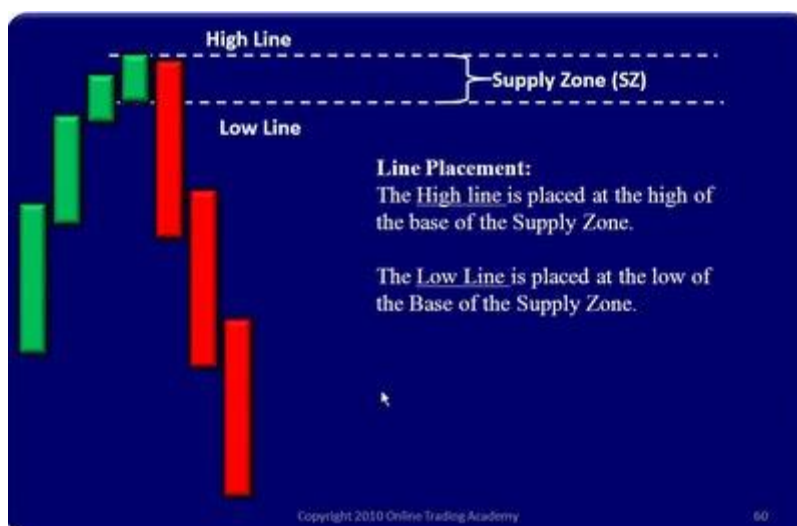 High Line
Supply Zone (SZ)
Low Line
Line Placement:
The High line is placed at the high of
the base of the Supply Zone.
The Low Line is placed at the low of
the Base of the Supply Zone.
Copyright 2010 Online Trading Academy
60